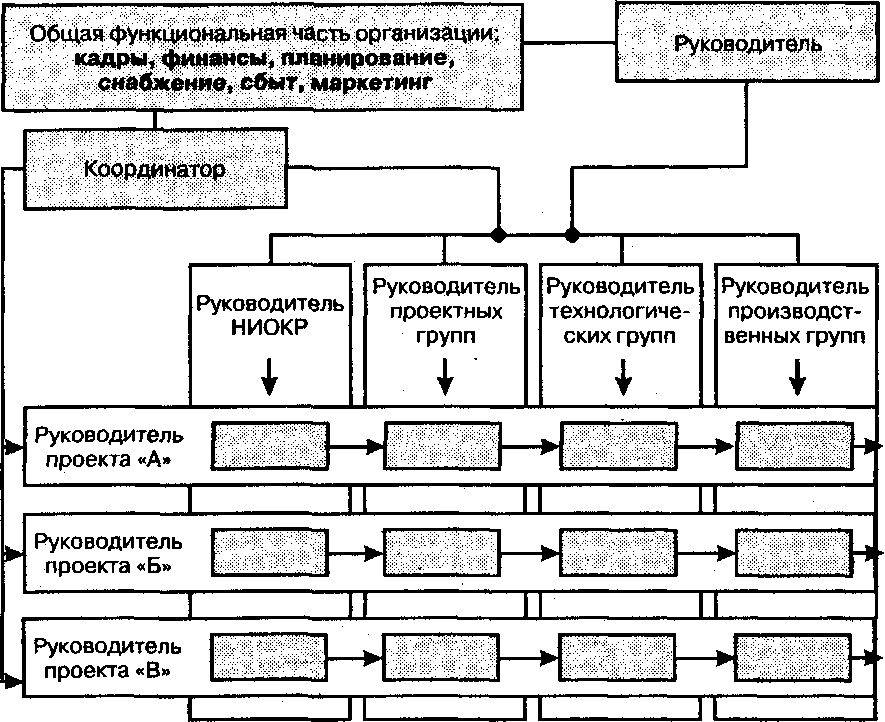 Общая функциональная часть организации:
кадры, финансы, планирование,
снабжение, сбыт, маркетинг
Руководитель
Координатор
Руководитель
НИОКР
Руководитель
проектных
групп
Руководитель
технологиче-
ских групп
Руководитель
производст-
венных групп
Руководитель
проекта «А»
Руководитель
проекта «Б»
Руководитель
проекта «В»